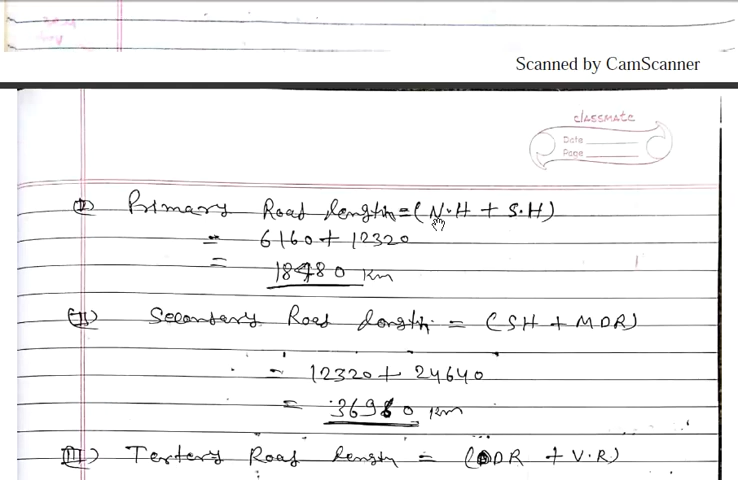 Scanned by CamScanner
classmate
Date
Page
I) Primary Road length = (N.H + S.H)
= 6160 + 12320
= 18480 Km
II) Secondary Road length = (SH + MDR)
= 12320 + 24640
= 36960 Km
III) Tertery Road length = (ODR + V.R)